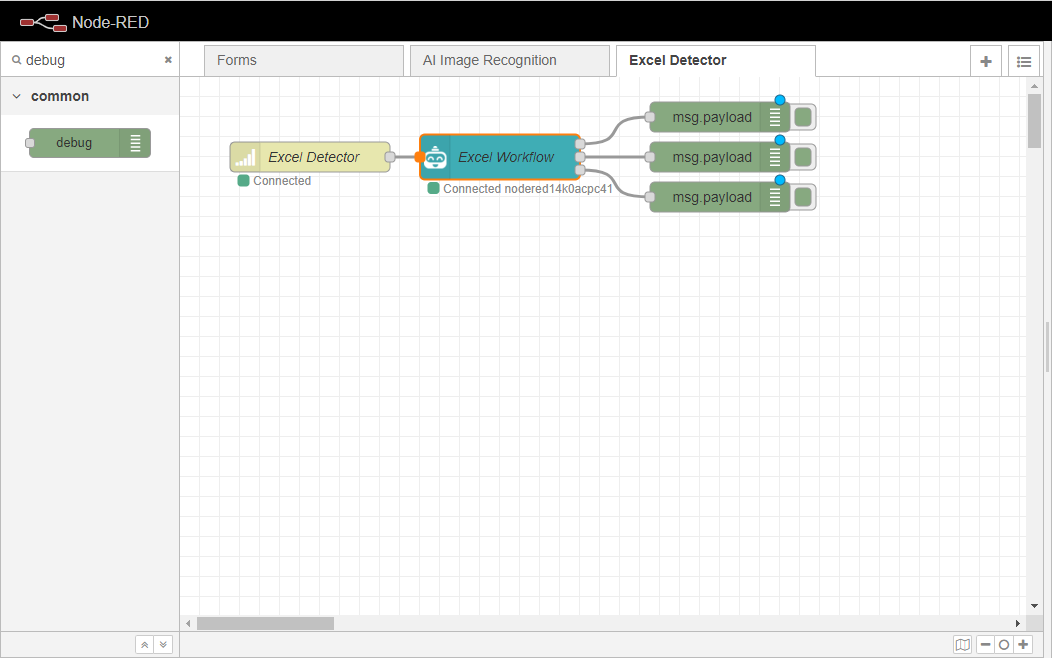 Node-RED
debug
Forms
AI Image Recognition
Excel Detector
common
debug
Excel Detector
Connected
Excel Workflow
Connected nodered14k0acpc41
msg.payload
msg.payload
msg.payload